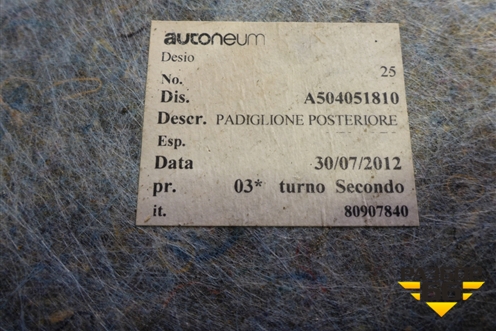 autoneum
Desio
No. 25
Dis. A504051810
Descr. PADIGLIONE POSTERIORE
Esp.
Data 30/07/2012
pr. 03* turno Secondo
it. 80907840